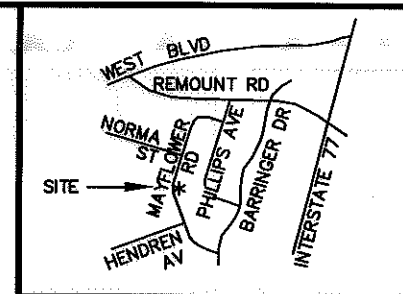 WEST BLVD
REMOUNT RD
NORMA ST
MAYFLOWER RD
PHILLIPS AVE
BARRINGER DR
INTERSTATE 77
SITE
HENDREN AV